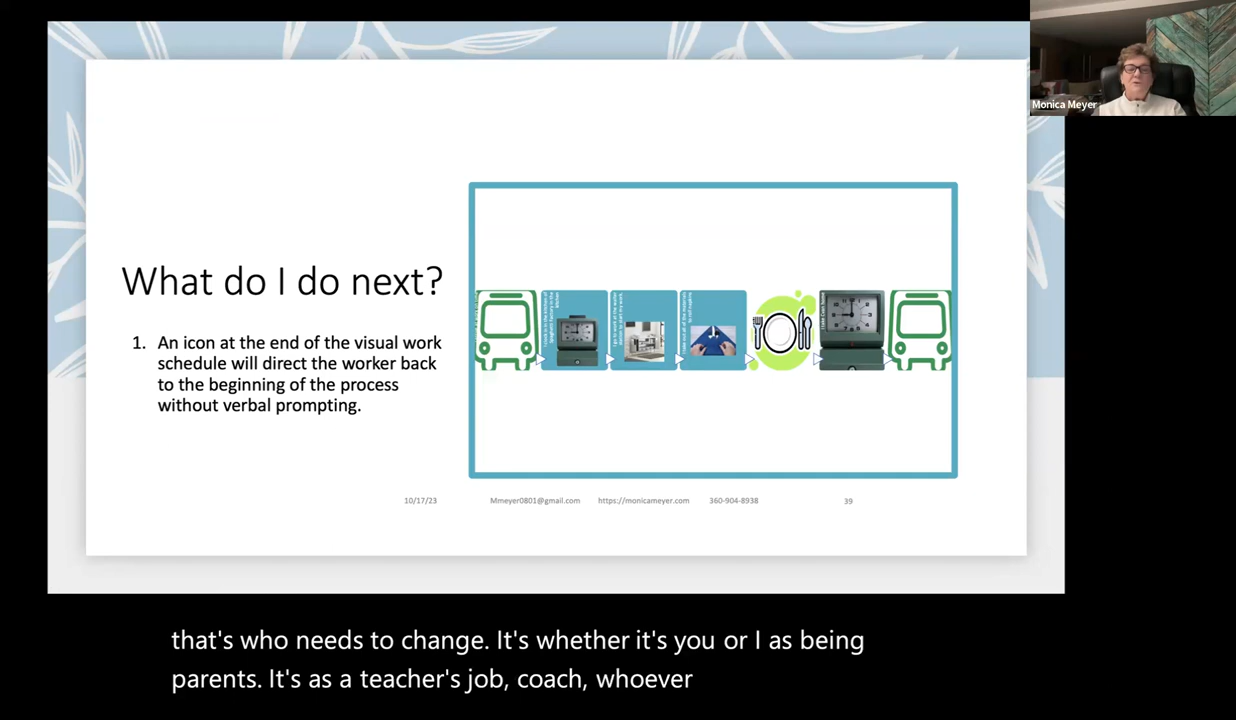 Monica Meyer
What do I do next?
1. An icon at the end of the visual work
schedule will direct the worker back
to the beginning of the process
without verbal prompting.
10/17/23 Mmeyer0801@gmail.com https://monicameyer.com 360-904-8938 39
that's who needs to change. It's whether it's you or I as being
parents. It's as a teacher's job, coach, whoever